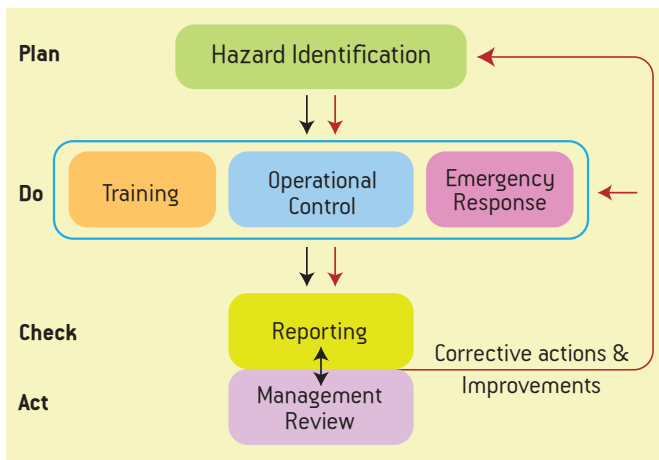 Plan
Hazard Identification
Do
Training
Operational
Control
Emergency
Response
Check
Reporting
Corrective actions &
Improvements
Act
Management
Review